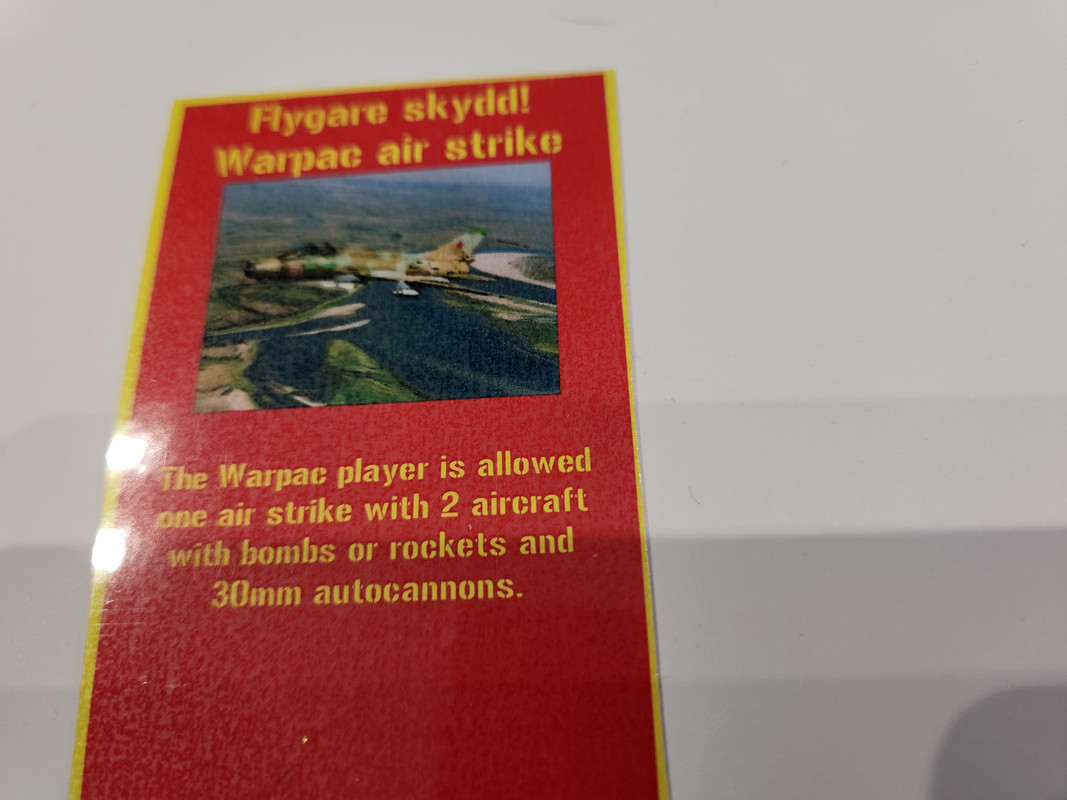 Flygare skydd!
Warpac air strike
The Warpac player is allowed
one air strike with 2 aircraft
with bombs or rockets and
30mm autocannons.